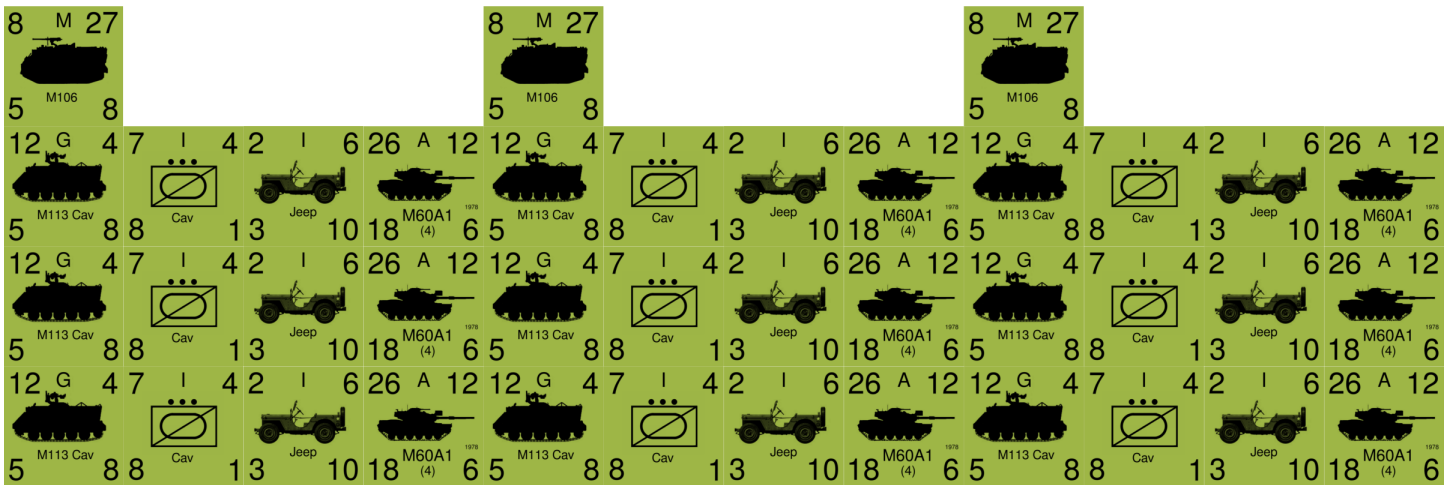 8 M 27 8 M 27 8 M 27
M106 M106 M106
5 8 5 8 5 8
12 G 4 7 I 4 2 I 6 26 A 12 12 G 4 7 I 4 2 I 6 26 A 12 12 G 4 7 I 4 2 I 6 26 A 12
1978 1978 1978
M113 Cav Cav Jeep M60A1 M113 Cav Cav Jeep M60A1 M113 Cav Cav Jeep M60A1
5 8 8 1 3 10 18 (4) 6 5 8 8 1 3 10 18 (4) 6 5 8 8 1 3 10 18 (4) 6
12 G 4 7 I 4 2 I 6 26 A 12 12 G 4 7 I 4 2 I 6 26 A 12 12 G 4 7 I 4 2 I 6 26 A 12
1978 1978 1978
M113 Cav Cav Jeep M60A1 M113 Cav Cav Jeep M60A1 M113 Cav Cav Jeep M60A1
5 8 8 1 3 10 18 (4) 6 5 8 8 1 3 10 18 (4) 6 5 8 8 1 3 10 18 (4) 6
12 G 4 7 I 4 2 I 6 26 A 12 12 G 4 7 I 4 2 I 6 26 A 12 12 G 4 7 I 4 2 I 6 26 A 12
1978 1978 1978
M113 Cav Cav Jeep M60A1 M113 Cav Cav Jeep M60A1 M113 Cav Cav Jeep M60A1
5 8 8 1 3 10 18 (4) 6 5 8 8 1 3 10 18 (4) 6 5 8 8 1 3 10 18 (4) 6